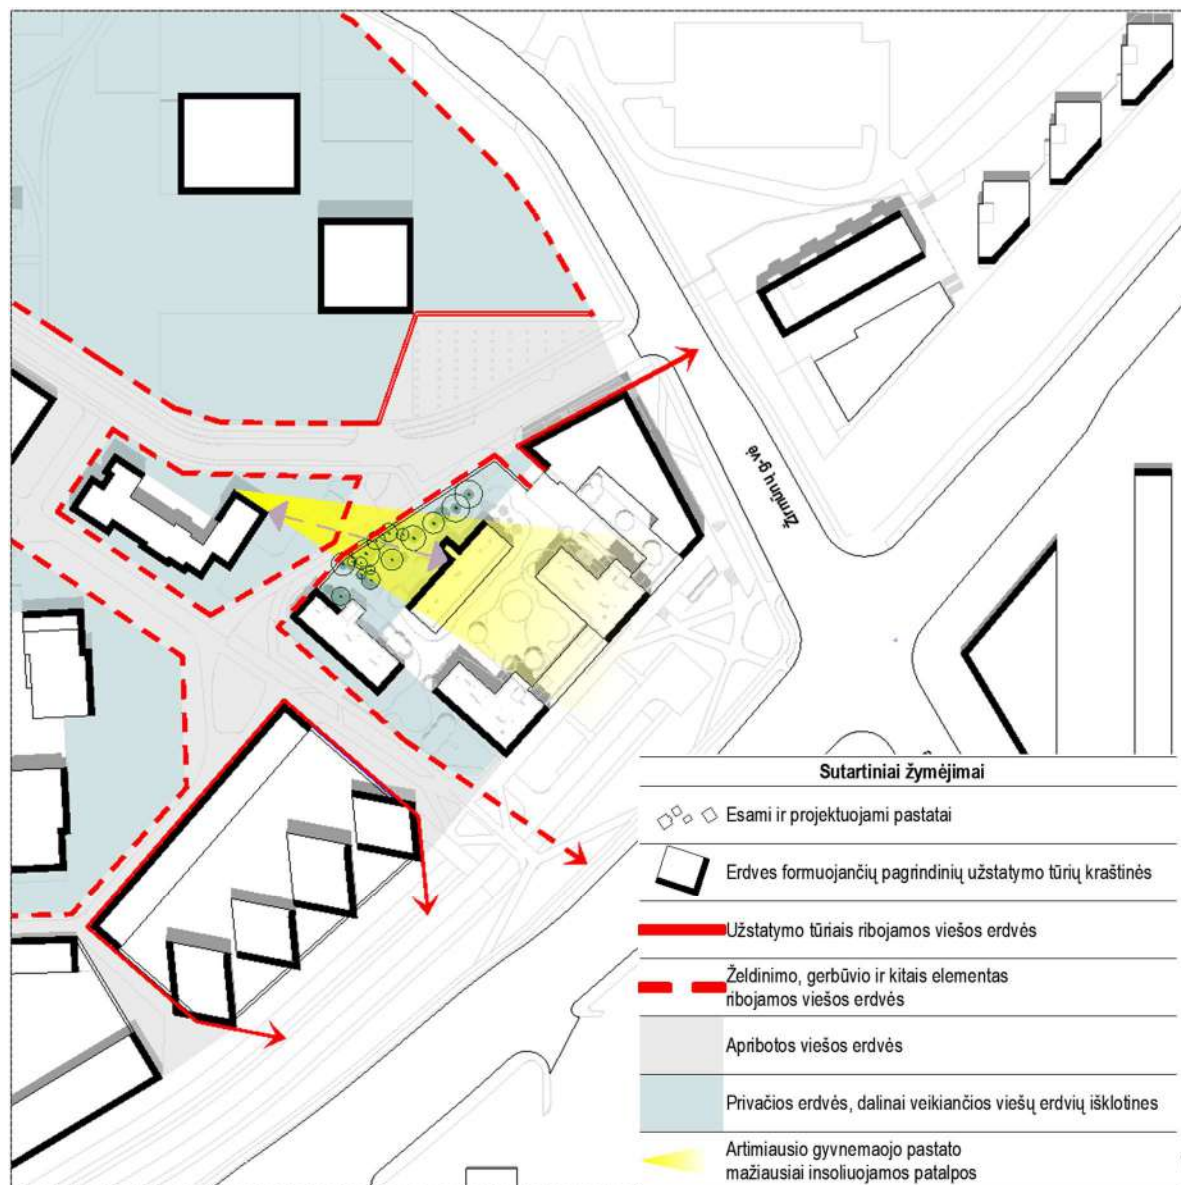 Žirmūnų g-vė
Sutartiniai žymėjimai
Esami ir projektuojami pastatai
Erdves formuojančių pagrindinių užstatymo tūrių kraštinės
Užstatymo tūriais ribojamos viešos erdvės
Želdinimo, gerbūvio ir kitais elementas
ribojamos viešos erdvės
Apribotos viešos erdvės
Privačios erdvės, dalinai veikiančios viešų erdvių išklotines
Artimiausio gyvnemaojo pastato
mažiausiai insoliuojamos patalpos